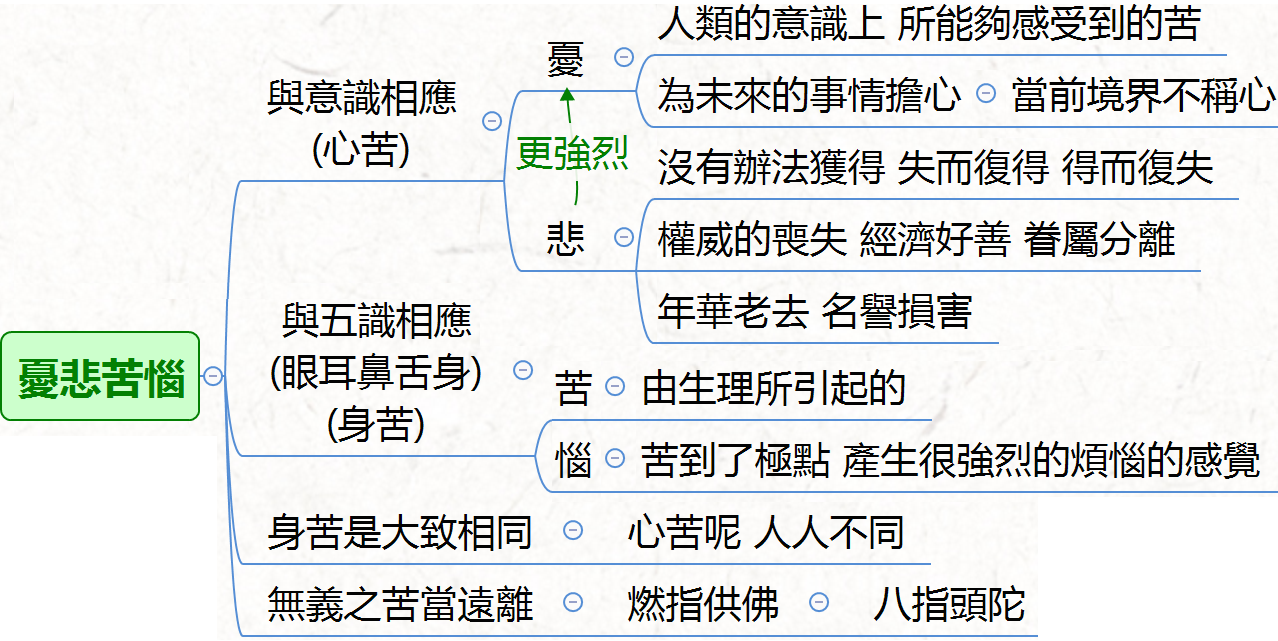 人類的意識上 所能夠感受到的苦
憂
為未來的事情擔心 當前境界不稱心
與意識相應
(心苦)
更強烈
沒有辦法獲得 失而復得 得而復失
悲
權威的喪失 經濟好善 眷屬分離
年華老去 名譽損害
與五識相應
(眼耳鼻舌身)
(身苦)
憂悲苦惱
苦 由生理所引起的
惱 苦到了極點 產生很強烈的煩惱的感覺
身苦是大致相同 心苦呢 人人不同
無義之苦當遠離 燃指供佛 八指頭陀